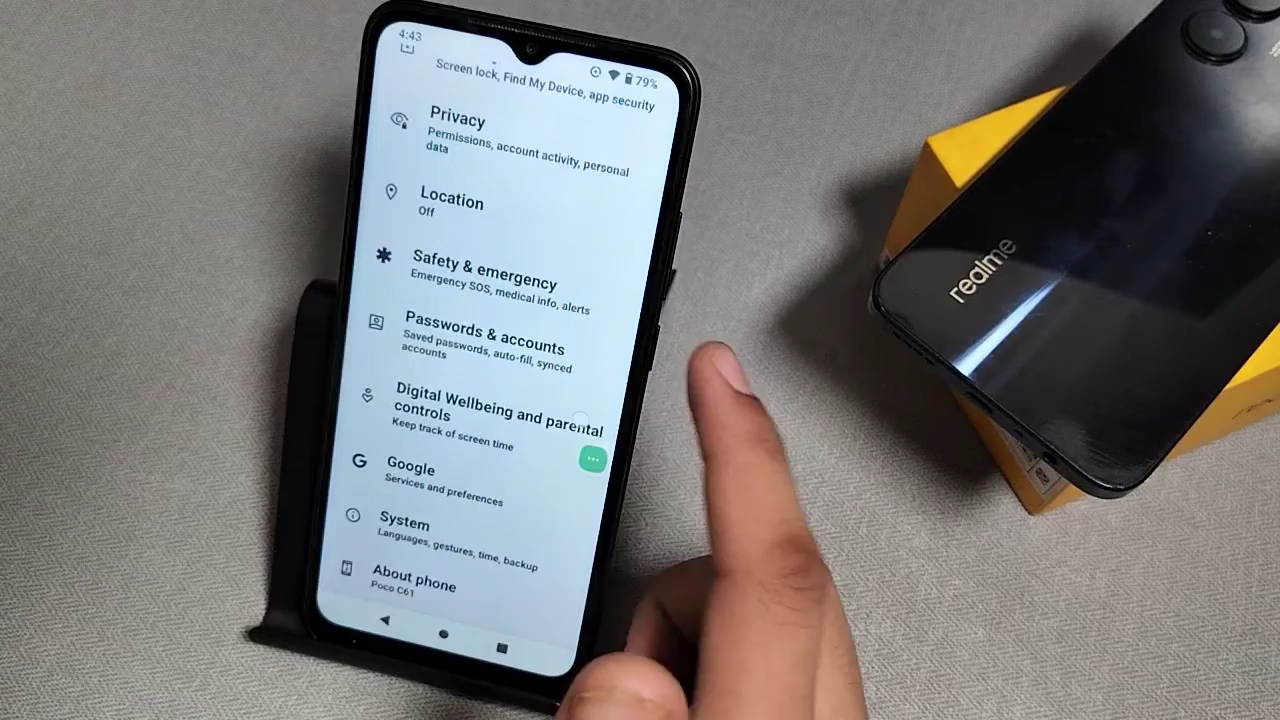 4:43
79%
Screen lock, Find My Device, app security
Privacy
Permissions, account activity, personal
data
Location
Off
Safety & emergency
Emergency SOS, medical info, alerts
Passwords & accounts
Saved passwords, auto-fill, synced
accounts
Digital Wellbeing and parental
controls
Keep track of screen time
Google
Services and preferences
System
Languages, gestures, time, backup
About phone
Poco C61
realme